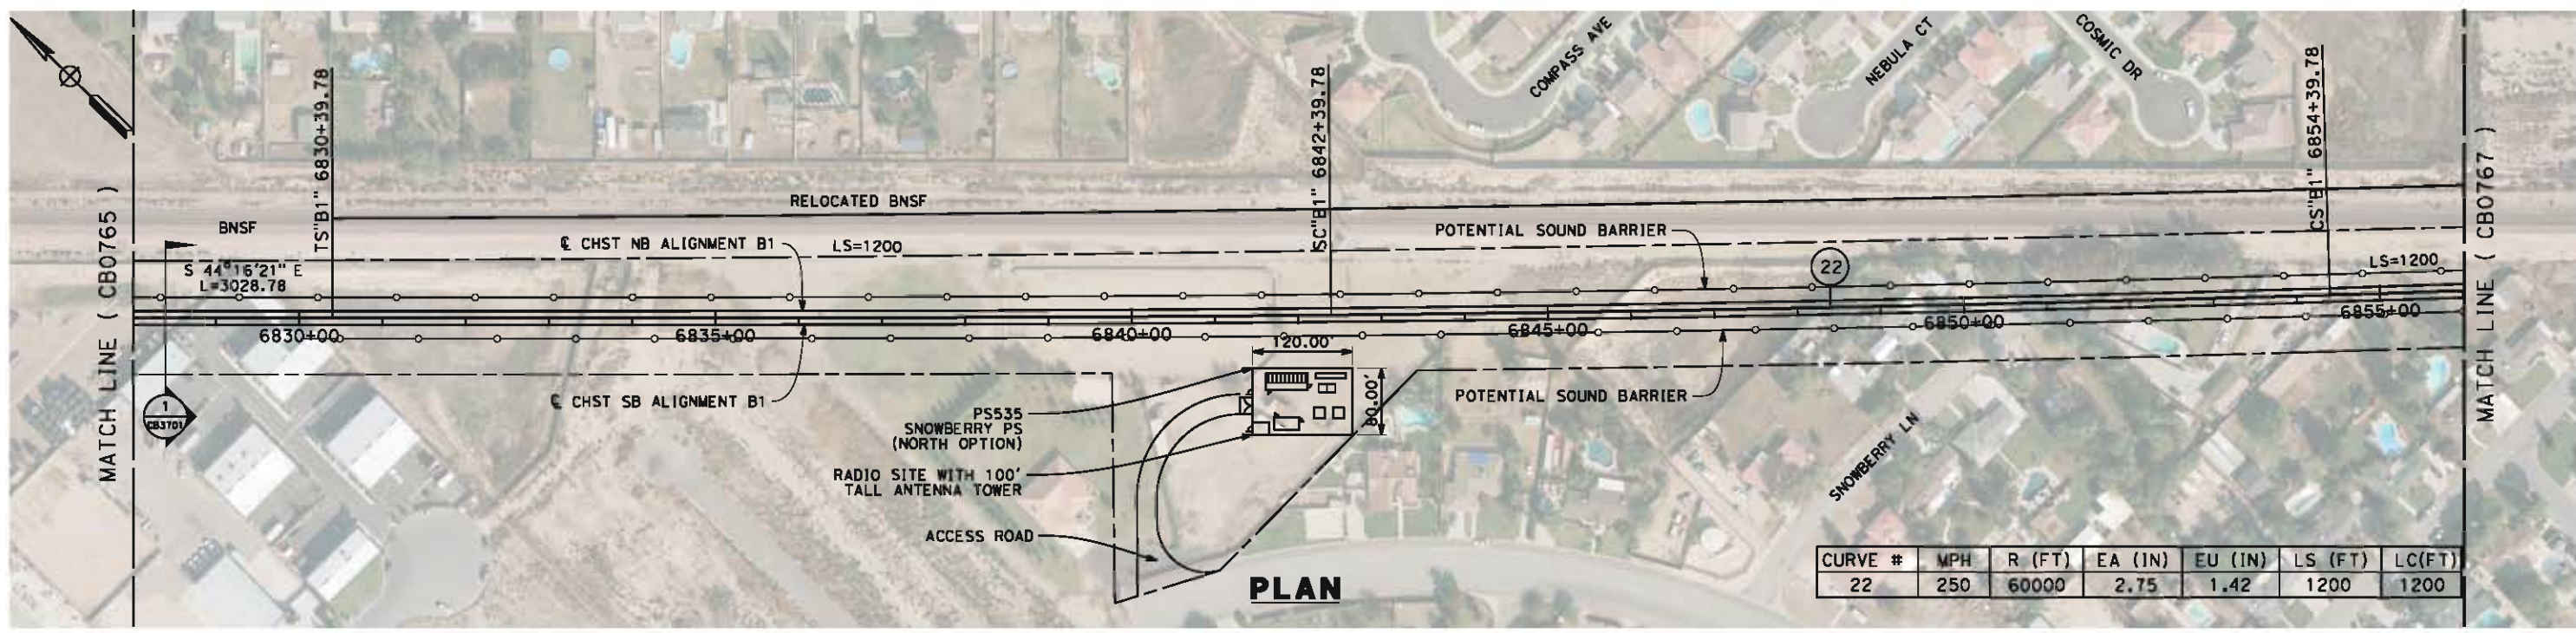 COMPASS AVE
NEBULA CT
COSMIC DR
TS"B1" 6830+39.78
SC"B1" 6842+39.78
CS"B1" 6854+39.78
MATCH LINE ( CB0765 )
MATCH LINE ( CB0767 )
RELOCATED BNSF
BNSF
℄ CHST NB ALIGNMENT B1
LS=1200
POTENTIAL SOUND BARRIER
22
LS=1200
S 44°16'21" E
L=3028.78
6830+00
6835+00
6840+00
6845+00
6850+00
6855+00
120.00'
80.00'
℄ CHST SB ALIGNMENT B1
POTENTIAL SOUND BARRIER
1
CB3701
PS535
SNOWBERRY PS
(NORTH OPTION)
RADIO SITE WITH 100'
TALL ANTENNA TOWER
ACCESS ROAD
SNOWBERRY LN
PLAN
CURVE # MPH R (FT) EA (IN) EU (IN) LS (FT) LC(FT)
22 250 60000 2.75 1.42 1200 1200